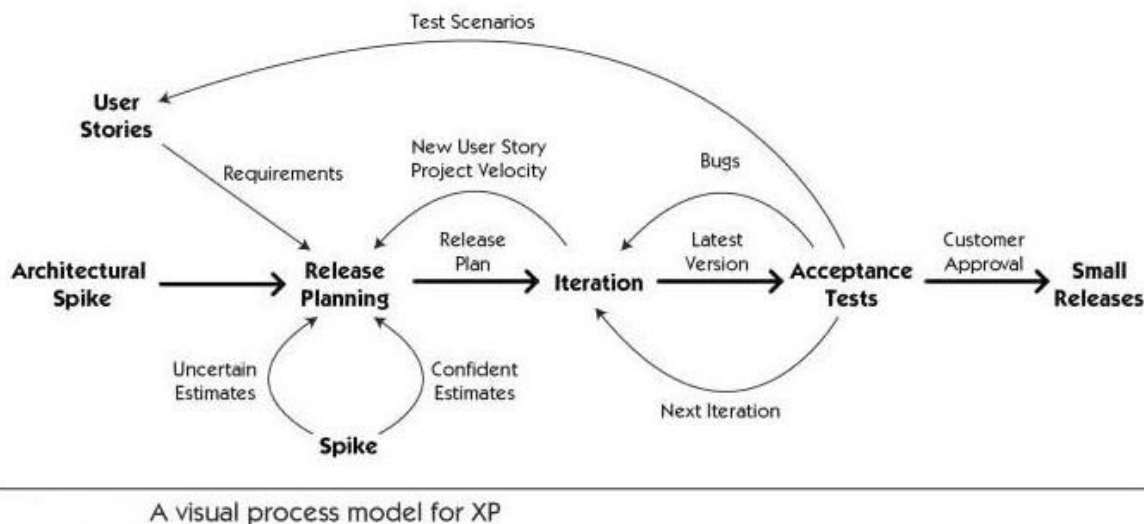 Test Scenarios
User
Stories
Requirements
New User Story
Project Velocity
Bugs
Architectural
Spike
Release
Planning
Release
Plan
Iteration
Latest
Version
Acceptance
Tests
Customer
Approval
Small
Releases
Uncertain
Estimates
Confident
Estimates
Spike
Next Iteration
A visual process model for XP